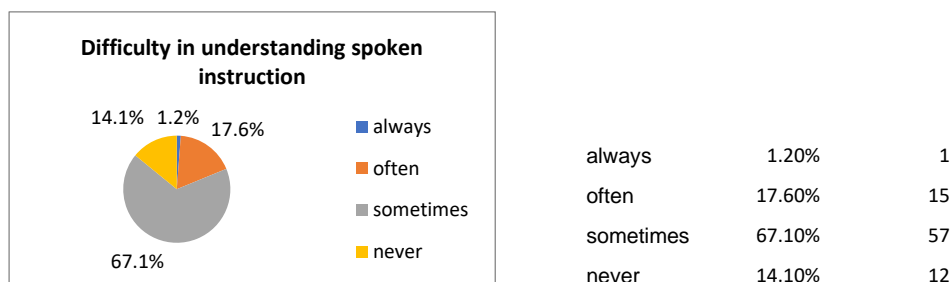 Difficulty in understanding spoken
instruction
14.1% 1.2% 17.6%
67.1%
always
often
sometimes
never
always 1.20% 1
often 17.60% 15
sometimes 67.10% 57
never 14.10% 12